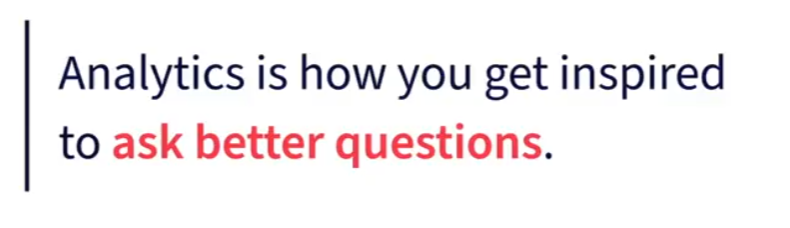 Analytics is how you get inspired
to ask better questions.